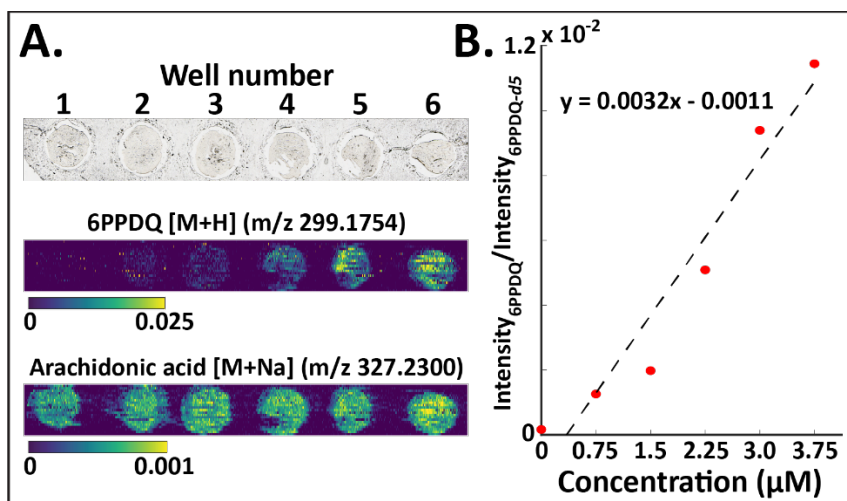 A.
Well number
1 2 3 4 5 6
6PPDQ [M+H] (m/z 299.1754)
0 0.025
Arachidonic acid [M+Na] (m/z 327.2300)
0 0.001
B.
1.2 x 10⁻²
y = 0.0032x - 0.0011
Intensity6PPDQ/Intensity6PPDQ-d5
0
0 0.75 1.5 2.25 3.0 3.75
Concentration (µM)